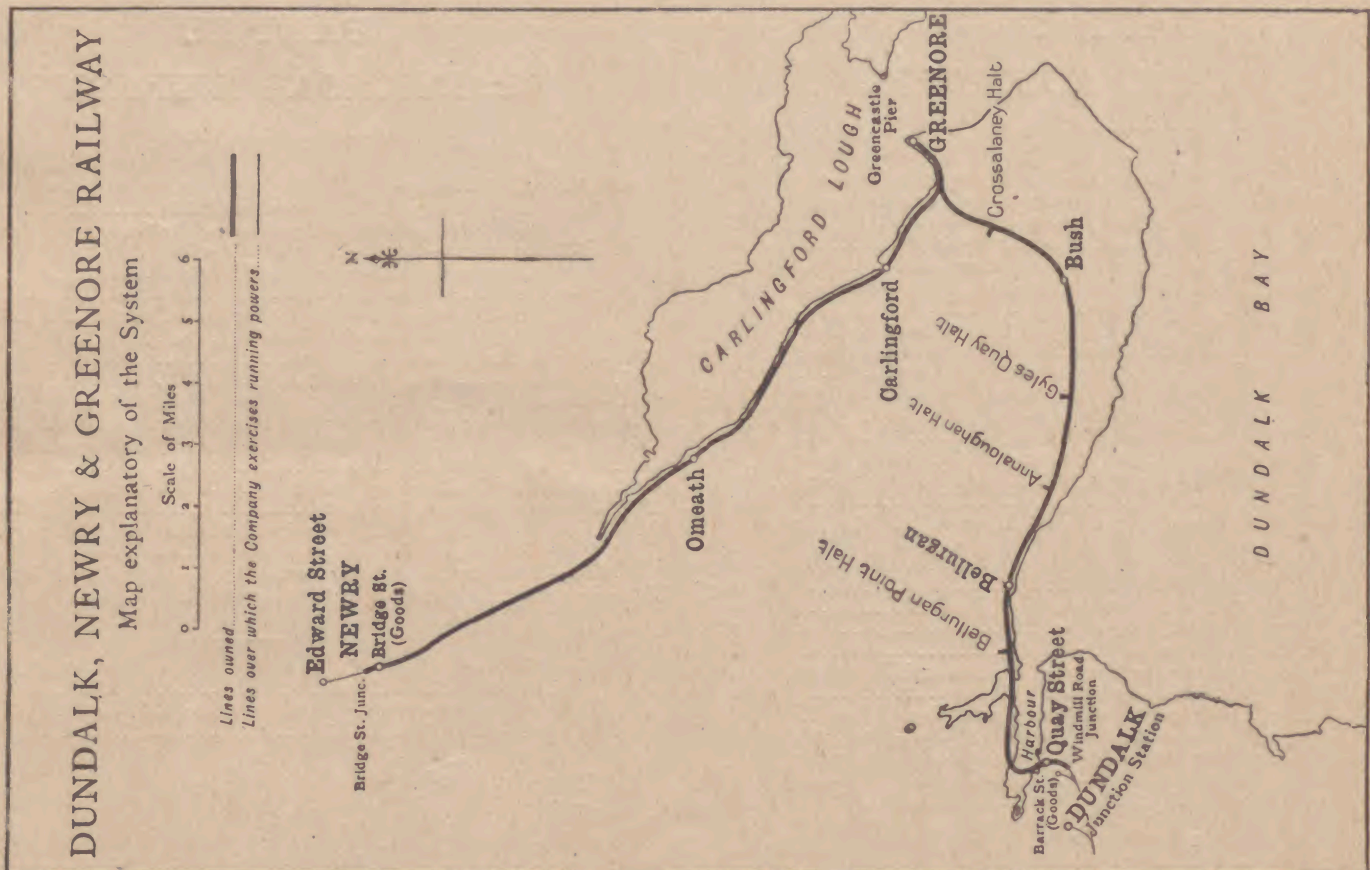 DUNDALK, NEWRY & GREENORE RAILWAY
Map explanatory of the System
Scale of Miles
0 1 2 3 4 5 6
Lines owned
Lines over which the Company exercises running powers
N
Edward Street
NEWRY
Bridge St.
(Goods)
Bridge St. Junc.
Omeath
CARLINGFORD LOUGH
Greencastle
Pier
GREENORE
Carlingford
Crossalaney Halt
Bush
Gyles Quay Halt
Annaloughan Halt
Bellurgan
Bellurgan Point Halt
Harbour
Quay Street
Windmill Road
Junction
Barrack St.
(Goods)
DUNDALK
Junction Station
DUNDALK BAY